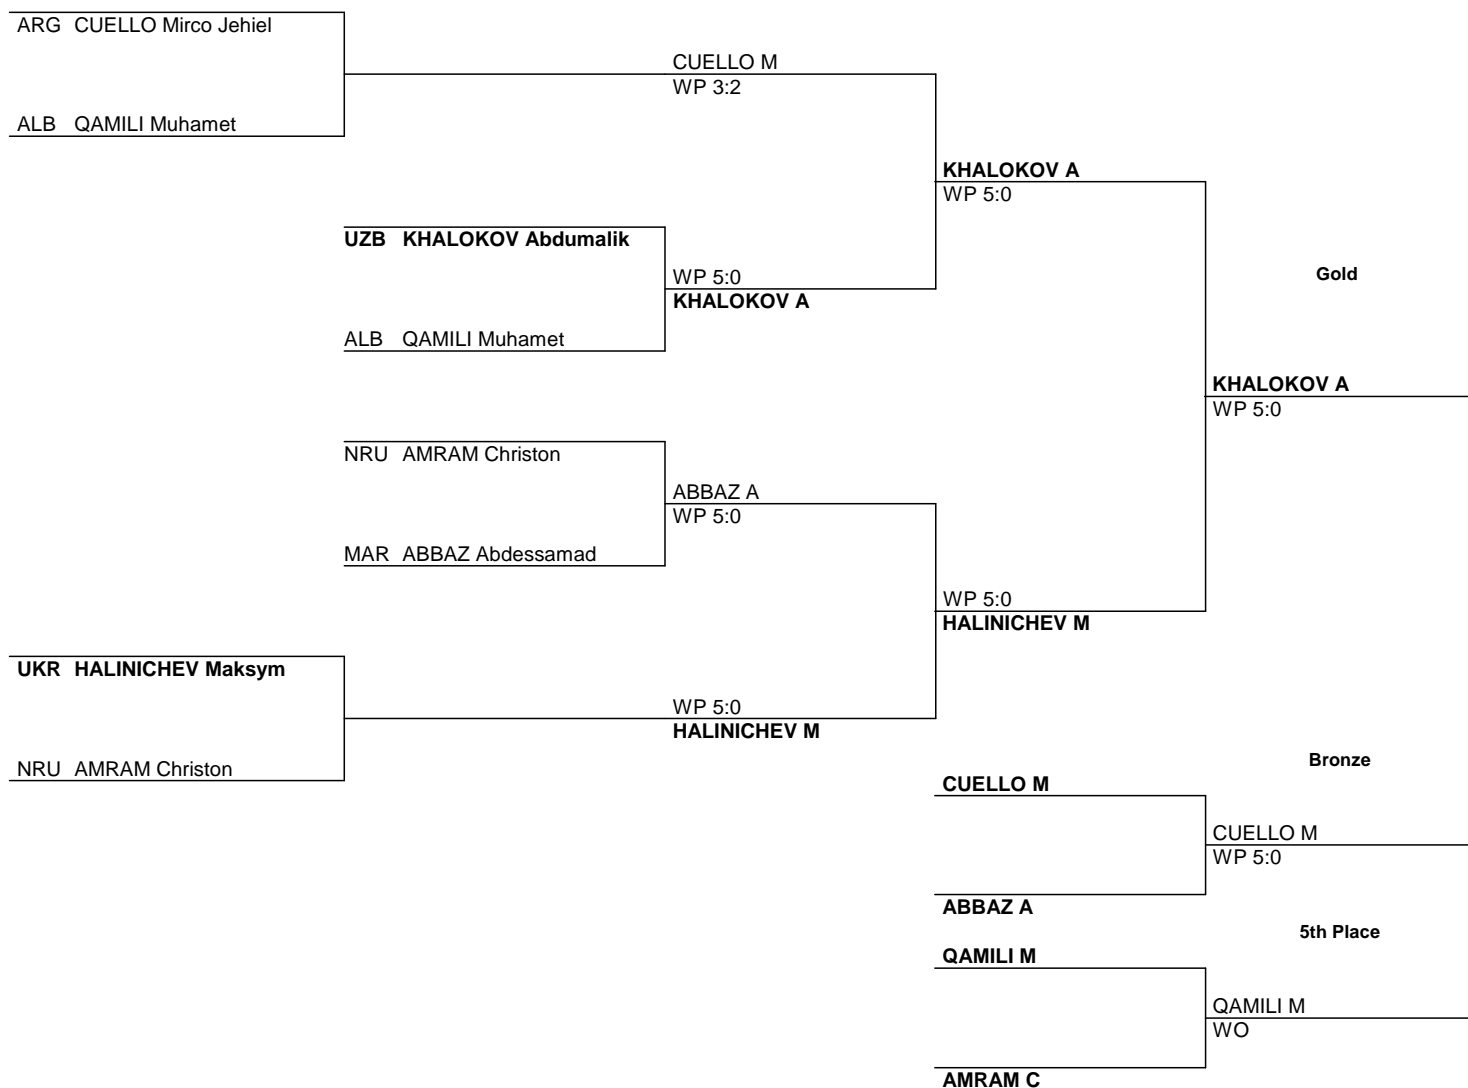 ARG CUELLO Mirco Jehiel
CUELLO M
WP 3:2
ALB QAMILI Muhamet
KHALOKOV A
WP 5:0
UZB KHALOKOV Abdumalik
WP 5:0
KHALOKOV A
Gold
ALB QAMILI Muhamet
KHALOKOV A
WP 5:0
NRU AMRAM Christon
ABBAZ A
WP 5:0
MAR ABBAZ Abdessamad
WP 5:0
HALINICHEV M
UKR HALINICHEV Maksym
WP 5:0
HALINICHEV M
NRU AMRAM Christon
Bronze
CUELLO M
CUELLO M
WP 5:0
ABBAZ A
5th Place
QAMILI M
QAMILI M
WO
AMRAM C